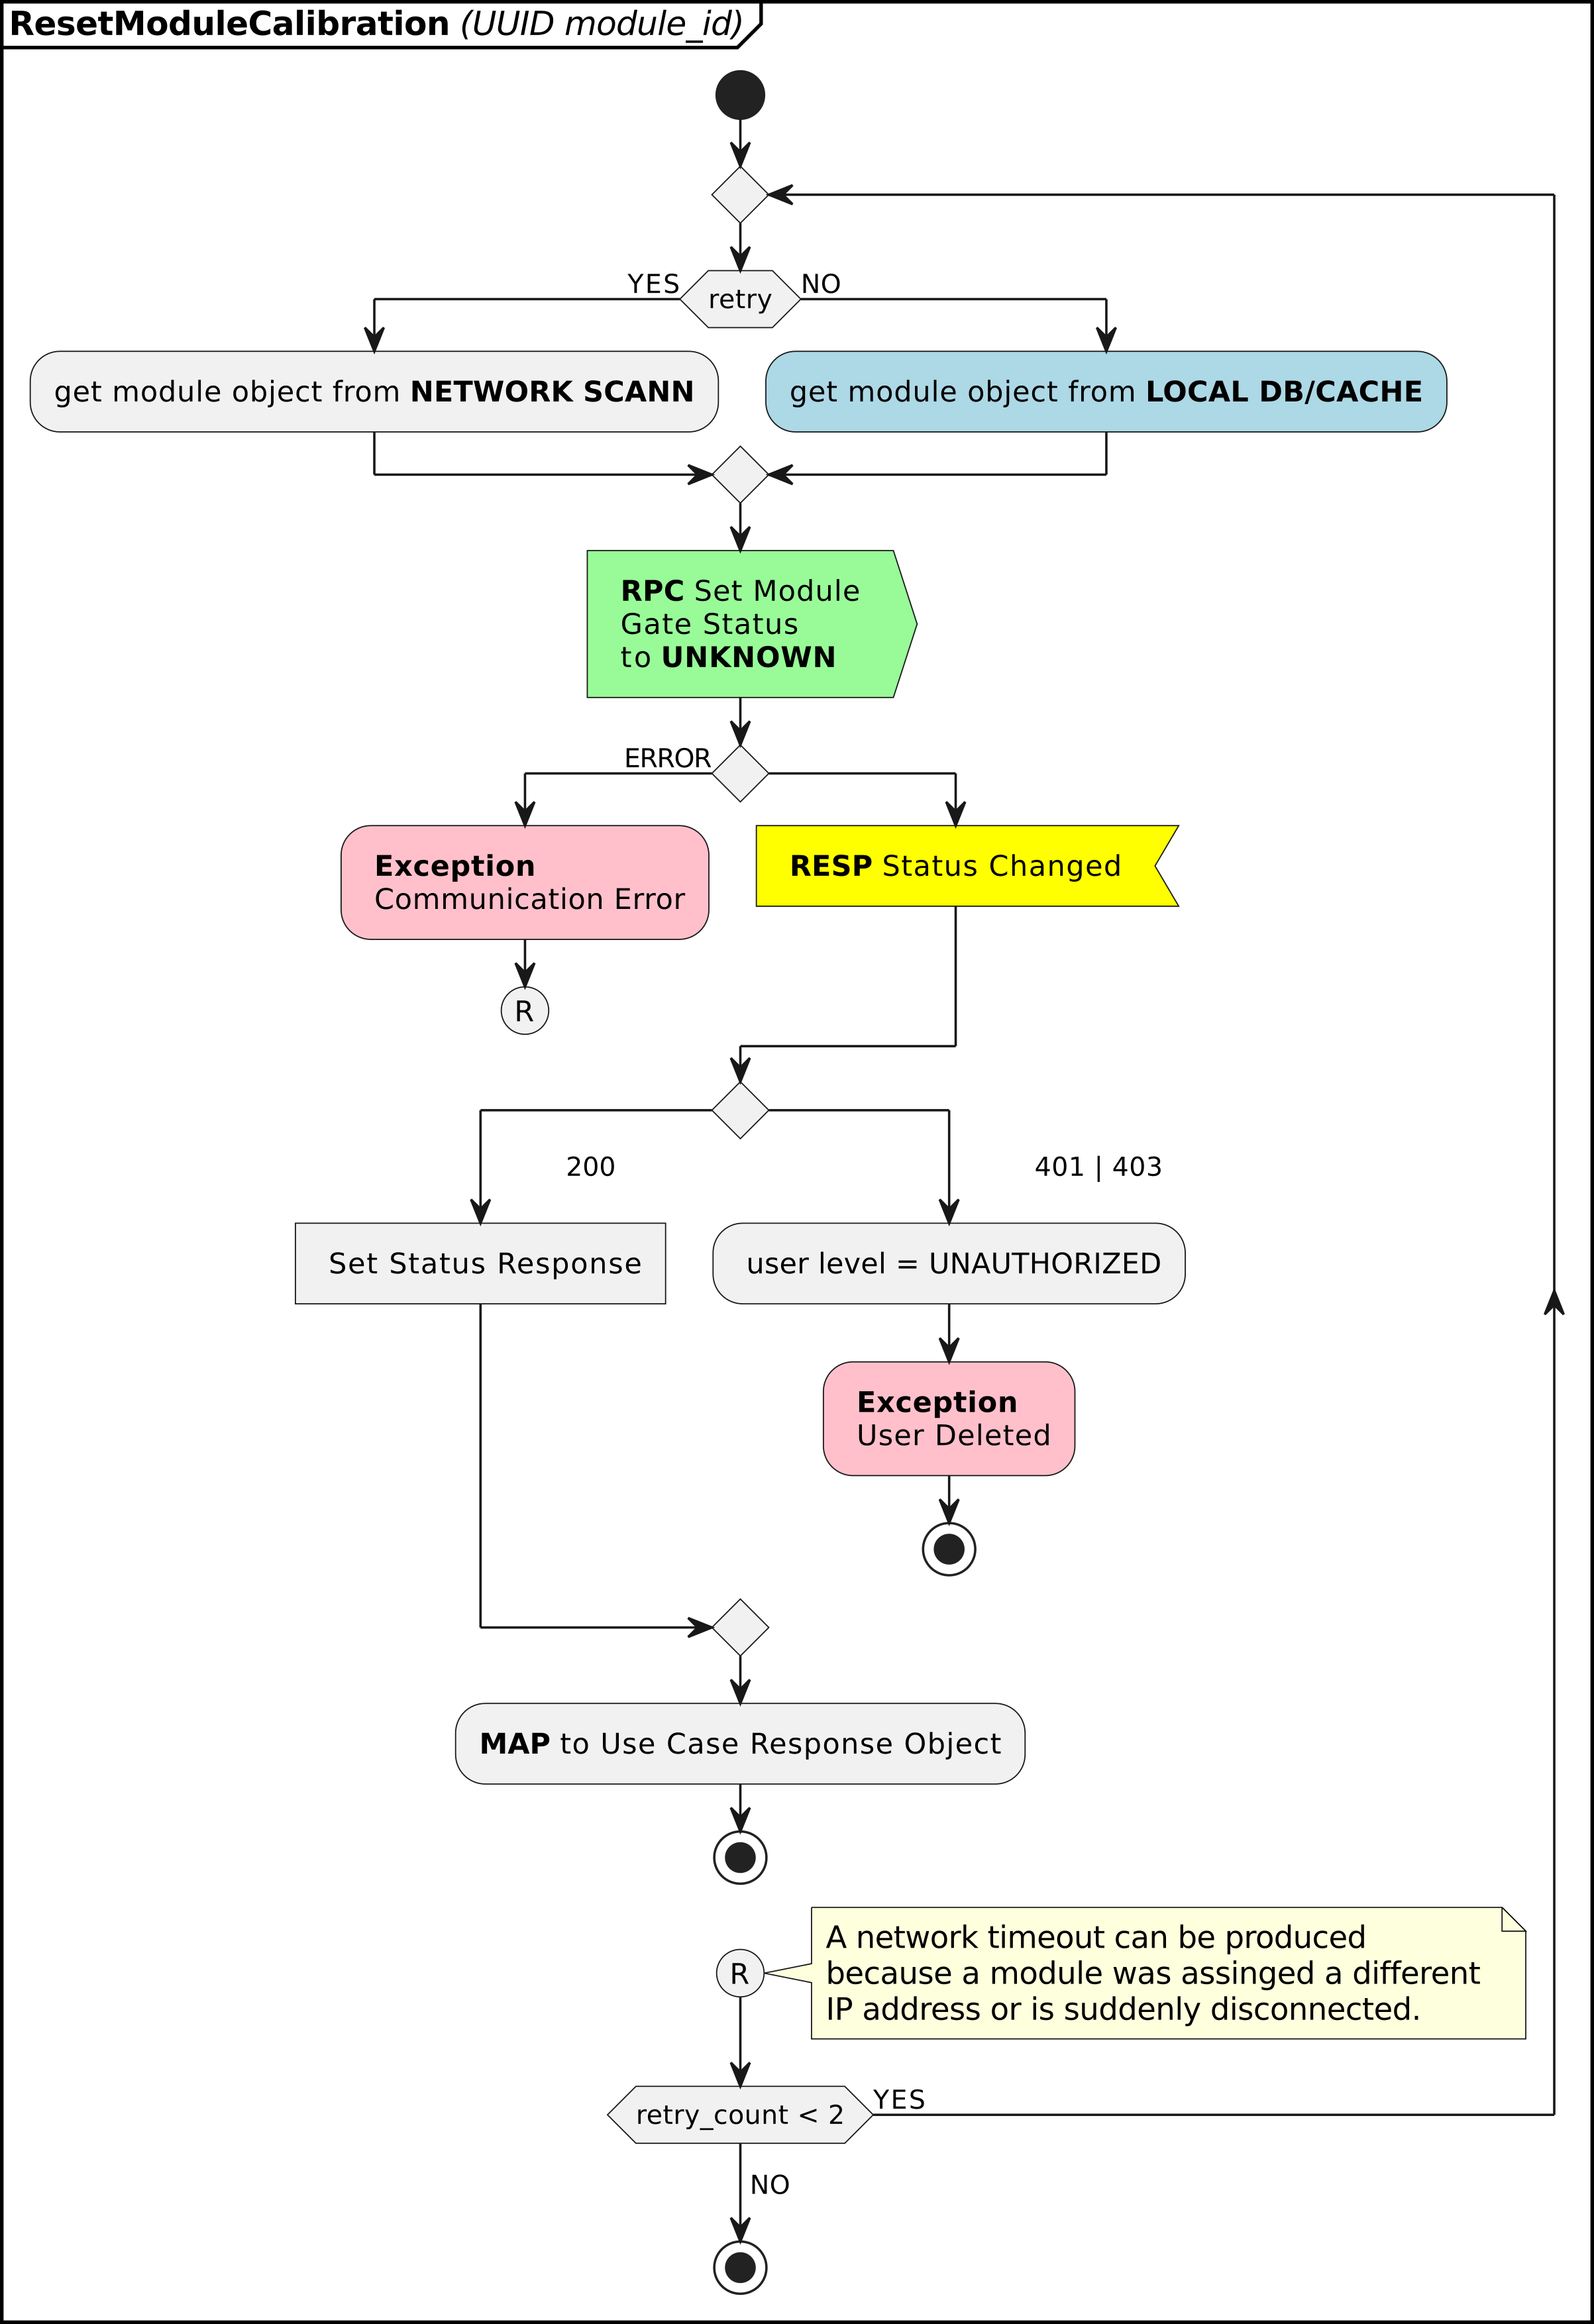 ResetModuleCalibration (UUID module_id)
YES
retry
NO
get module object from NETWORK SCANN
get module object from LOCAL DB/CACHE
RPC Set Module
Gate Status
to UNKNOWN
ERROR
Exception
Communication Error
RESP Status Changed
R
200
401 | 403
Set Status Response
user level = UNAUTHORIZED
Exception
User Deleted
MAP to Use Case Response Object
R
A network timeout can be produced
because a module was assinged a different
IP address or is suddenly disconnected.
retry_count < 2
YES
NO